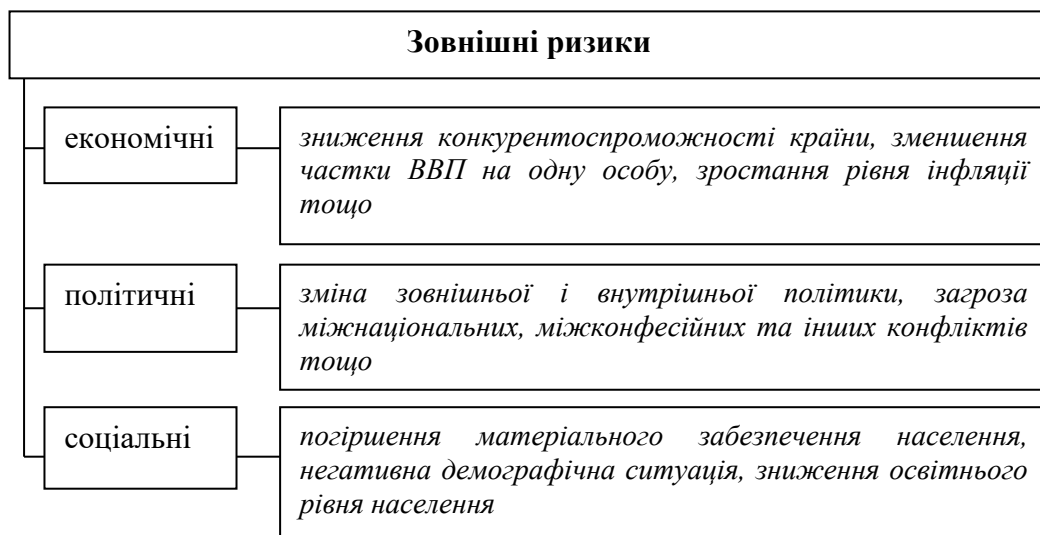 Зовнішні ризики
економічні
зниження конкурентоспроможності країни, зменшення
частки ВВП на одну особу, зростання рівня інфляції
тощо
політичні
зміна зовнішньої і внутрішньої політики, загроза
міжнаціональних, міжконфесійних та інших конфліктів
тощо
соціальні
погіршення матеріального забезпечення населення,
негативна демографічна ситуація, зниження освітнього
рівня населення